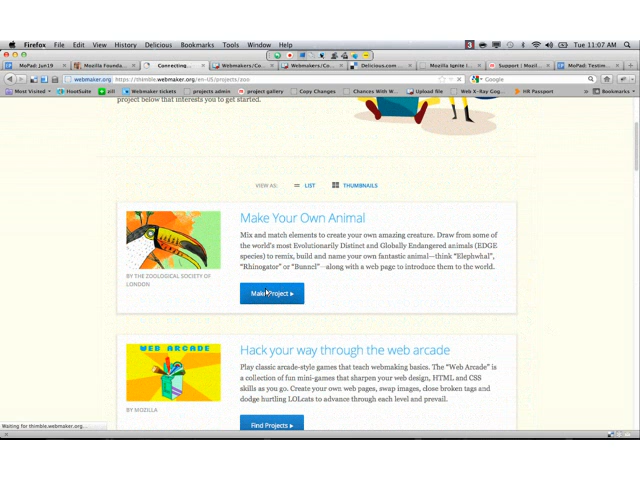 Firefox File Edit View History Delicious Bookmarks Tools Window Help
3
Tue 11:07 AM
MoPad: Jun19
Mozilla Founda...
Connecting...
Webmakers/Co...
Webmakers/Co...
Delicious.com...
Mozilla Ignite
Support | Mozil...
MoPad: Testim...
webmaker.org https://thimble.webmaker.org/en-US/projects/zoo
Google
Most Visited HootSuite zill Webmaker tickets projects admin project gallery Copy Changes Chances With W... Upload file Web X-Ray Gog... HR Passport » Bookmarks
project below that interests you to get started.
VIEW AS: LIST THUMBNAILS
Make Your Own Animal
Mix and match elements to create your own amazing creature. Draw from some of
the world's most Evolutionarily Distinct and Globally Endangered animals (EDGE
species) to remix, build and name your own fantastic animal—think "Elephwhal",
"Rhinogator" or "Bunncl"—along with a web page to introduce them to the world.
BY THE ZOOLOGICAL SOCIETY OF
LONDON
Make Project
WEB ARCADE
Hack your way through the web arcade
Play classic arcade-style games that teach webmaking basics. The "Web Arcade" is
a collection of fun mini-games that sharpen your web design, HTML and CSS
skills as you go. Create your own web pages, swap images, close broken tags and
dodge hurtling LOLcats to advance through each level and prevail.
BY MOZILLA
Find Projects
Waiting for thimble.webmaker.org...